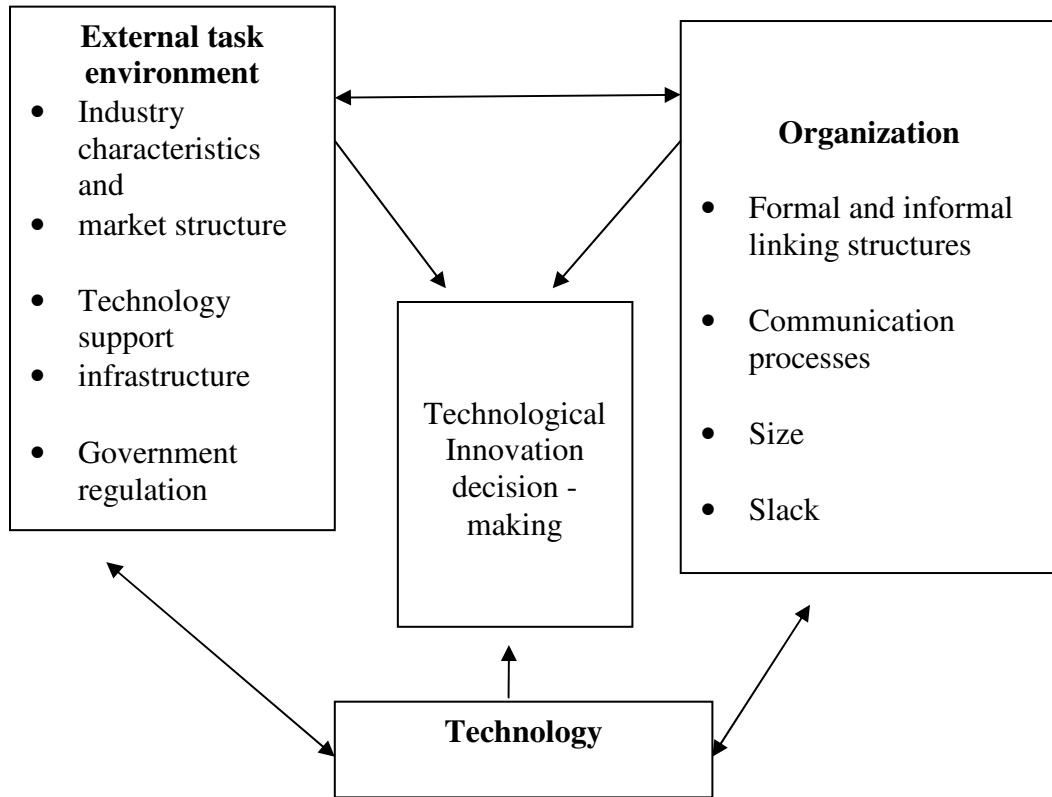 External task
environment
• Industry
characteristics
and
• market structure
• Technology
support
• infrastructure
• Government
regulation
Organization
• Formal and informal
linking structures
• Communication
processes
• Size
• Slack
Technological
Innovation
decision -
making
Technology